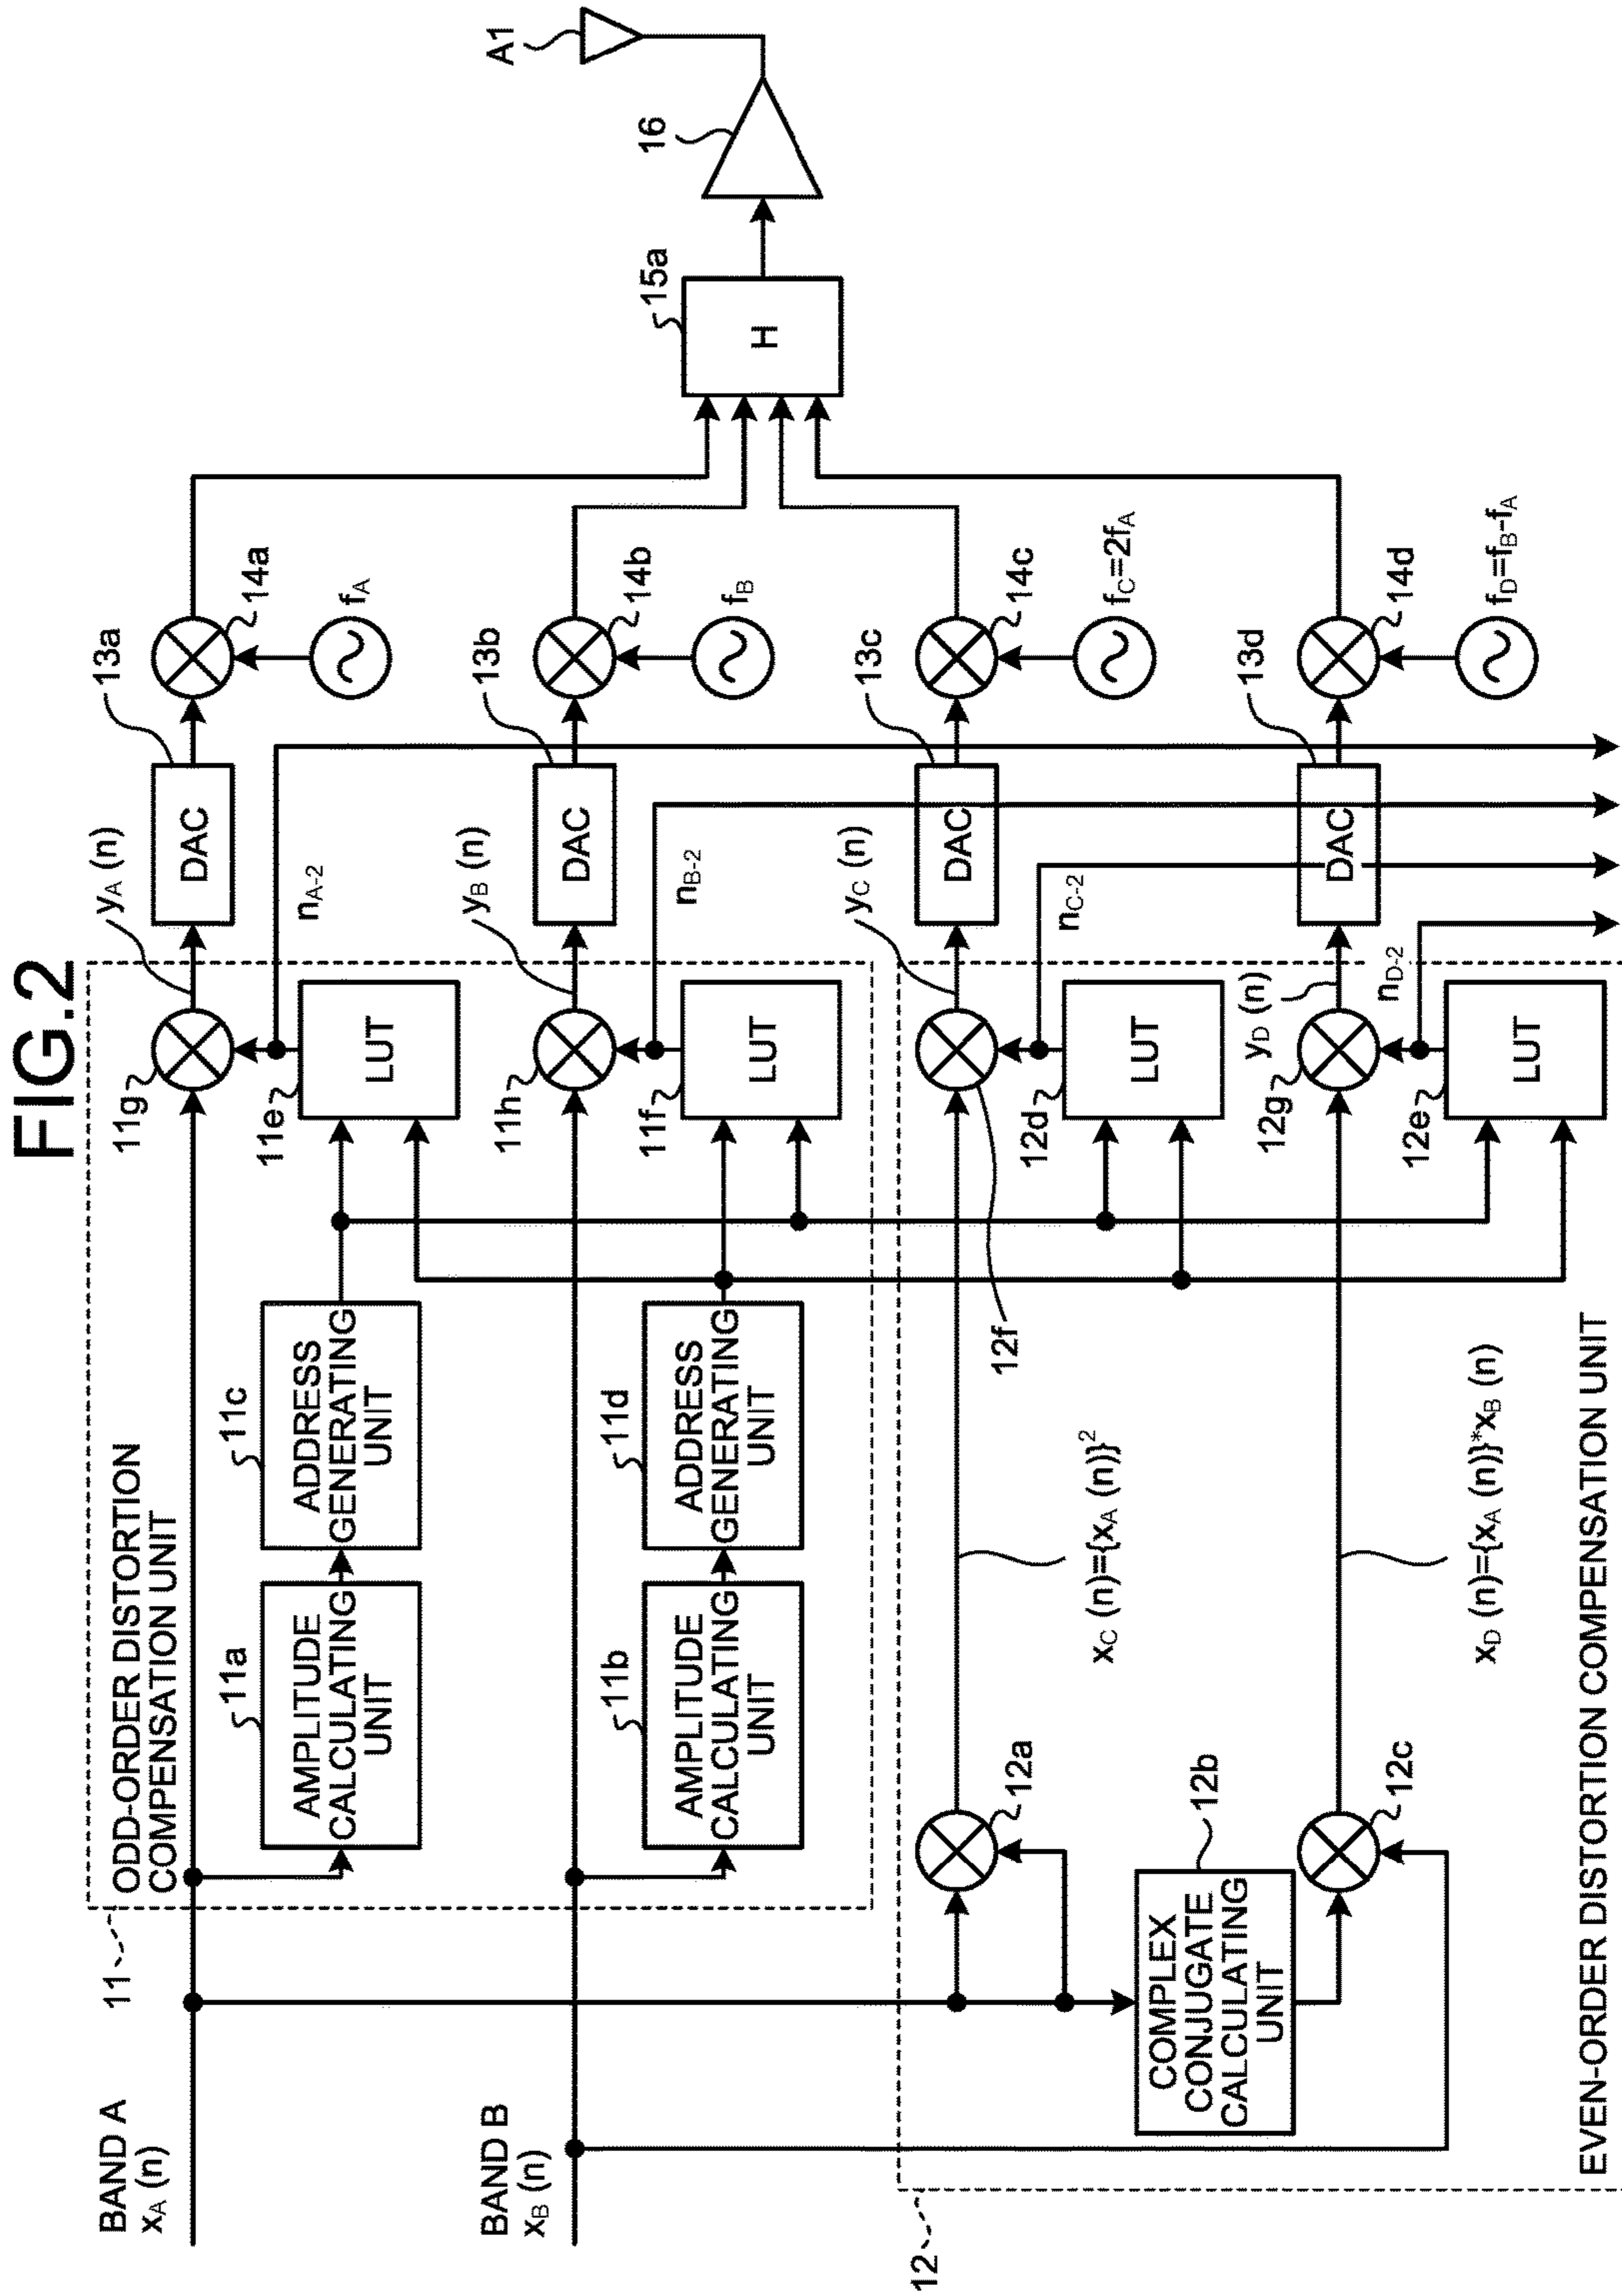 FIG.2
BAND A
xA (n)
11
ODD-ORDER DISTORTION
COMPENSATION UNIT
11a
AMPLITUDE
CALCULATING
UNIT
11c
ADDRESS
GENERATING
UNIT
11g
11e
LUT
yA (n)
nA-2
13a
DAC
14a
fA
BAND B
xB (n)
11b
AMPLITUDE
CALCULATING
UNIT
11d
ADDRESS
GENERATING
UNIT
11h
11f
LUT
yB (n)
nB-2
13b
DAC
14b
fB
15a
H
16
A1
12
12a
xC (n)={xA (n)}2
12f
12d
LUT
yC (n)
nC-2
13c
DAC
14c
fC=2fA
COMPLEX
CONJUGATE
CALCULATING
UNIT
12b
12c
xD (n)={xA (n)}*xB (n)
12g
12e
LUT
yD (n)
nD-2
13d
DAC
14d
fD=fB-fA
EVEN-ORDER DISTORTION COMPENSATION UNIT